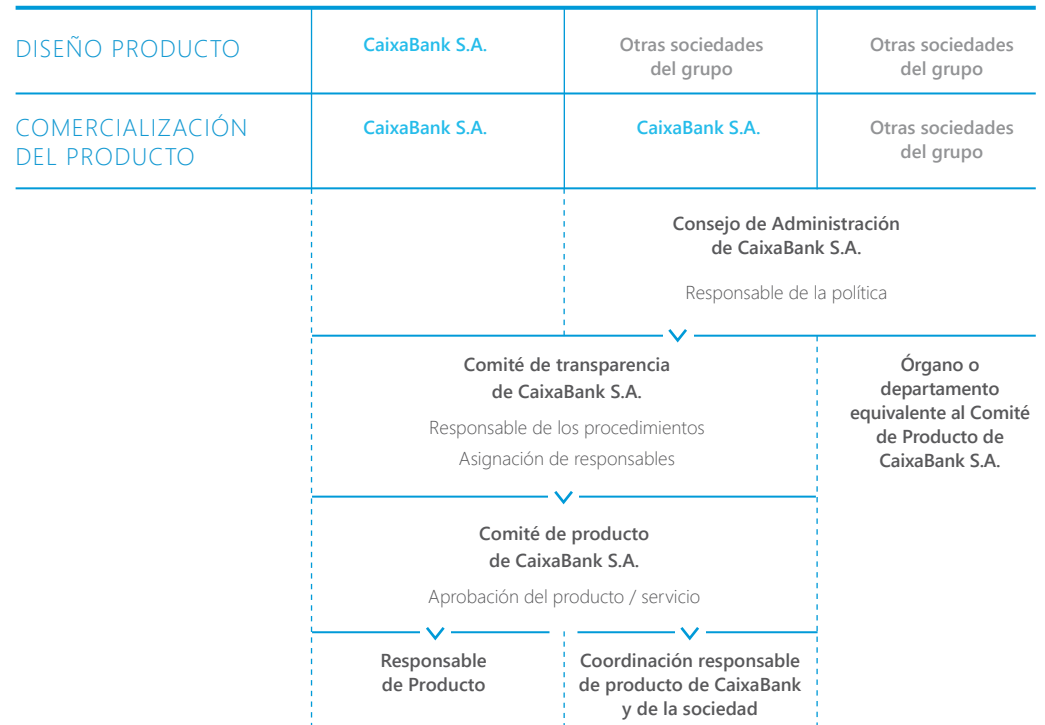 DISEÑO PRODUCTO
CaixaBank S.A.
Otras sociedades
del grupo
Otras sociedades
del grupo
COMERCIALIZACIÓN
DEL PRODUCTO
CaixaBank S.A.
CaixaBank S.A.
Otras sociedades
del grupo
Consejo de Administración
de CaixaBank S.A.
Responsable de la política
Comité de transparencia
de CaixaBank S.A.
Responsable de los procedimientos
Asignación de responsables
Órgano o
departamento
equivalente al Comité
de Producto de
CaixaBank S.A.
Comité de producto
de CaixaBank S.A.
Aprobación del producto / servicio
Responsable
de Producto
Coordinación responsable
de producto de CaixaBank
y de la sociedad